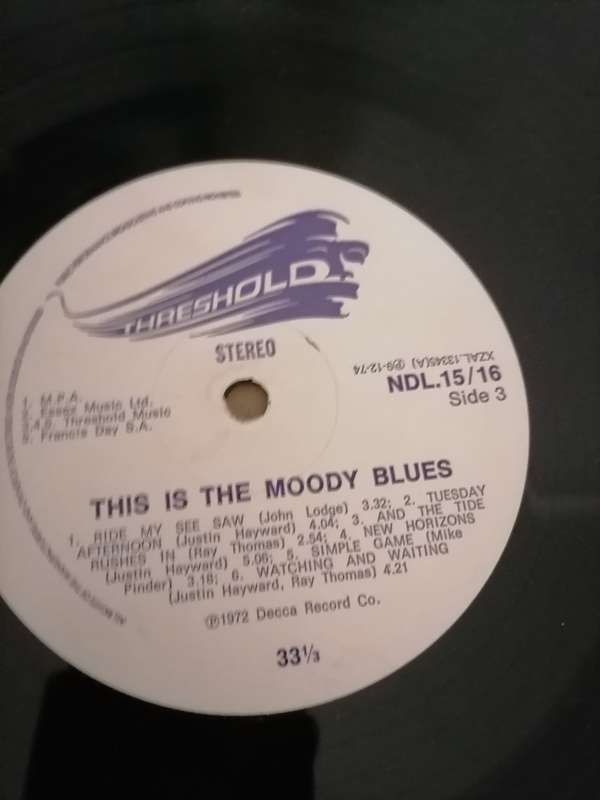 THRESHOLD
STEREO
XZAL.13345(A) Ⓟ9-12-74
NDL.15/16
Side 3
1. M.P.A.
2. Essex Music Ltd.
3,4,6. Threshold Music
5. Francis Day S.A.
THIS IS THE MOODY BLUES
1. RIDE MY SEE SAW (John Lodge) 3.32; 2. TUESDAY
AFTERNOON (Justin Hayward) 4.04; 3. AND THE TIDE
RUSHES IN (Ray Thomas) 2.54; 4. NEW HORIZONS
(Justin Hayward) 5.06; 5. SIMPLE GAME (Mike
Pinder) 3.18; 6. WATCHING AND WAITING
(Justin Hayward, Ray Thomas) 4.21
Ⓟ1972 Decca Record Co.
33⅓